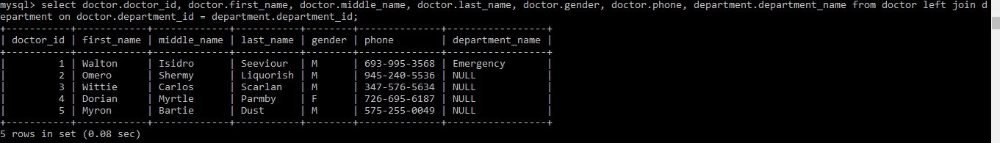 mysql> select doctor.doctor_id, doctor.first_name, doctor.middle_name, doctor.last_name, doctor.gender, doctor.phone, department.department_name from doctor left join d
epartment on doctor.department_id = department.department_id;
+-----------+------------+-------------+-----------+--------+--------------+-----------------+
| doctor_id | first_name | middle_name | last_name | gender | phone        | department_name |
+-----------+------------+-------------+-----------+--------+--------------+-----------------+
|         1 | Walton     | Isidro      | Seeviour  | M      | 693-995-3568 | Emergency       |
|         2 | Omero      | Shermy      | Liquorish | M      | 945-240-5536 | NULL            |
|         3 | Wittie     | Carlos      | Scarlan   | M      | 347-576-5634 | NULL            |
|         4 | Dorian     | Myrtle      | Parmby    | F      | 726-695-6187 | NULL            |
|         5 | Myron      | Bartie      | Dust      | M      | 575-255-0049 | NULL            |
+-----------+------------+-------------+-----------+--------+--------------+-----------------+
5 rows in set (0.08 sec)